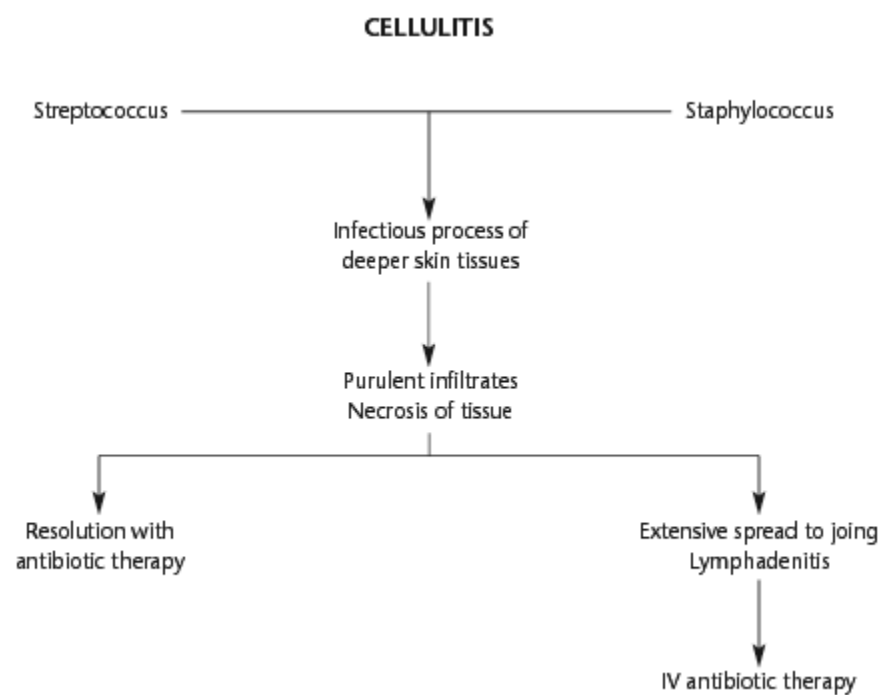 CELLULITIS
Streptococcus
Staphylococcus
Infectious process of
deeper skin tissues
Purulent infiltrates
Necrosis of tissue
Resolution with
antibiotic therapy
Extensive spread to joing
Lymphadenitis
IV antibiotic therapy